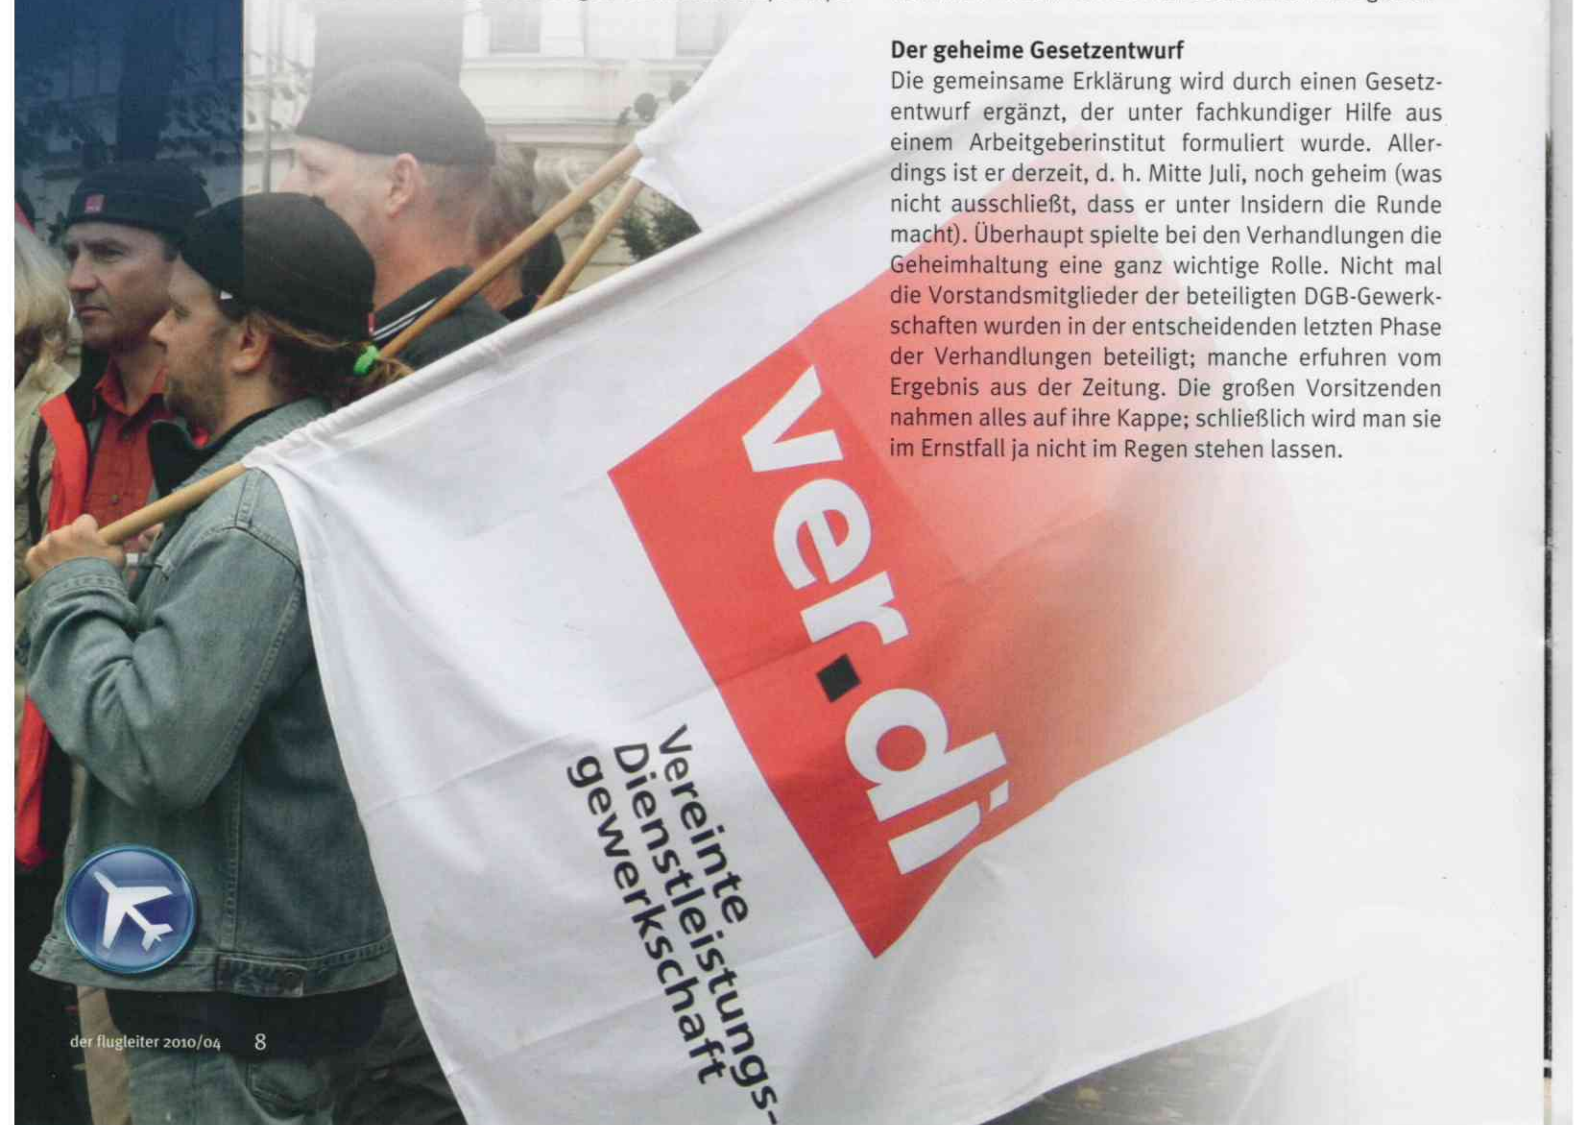 Der geheime Gesetzentwurf
Die gemeinsame Erklärung wird durch einen Gesetz-
entwurf ergänzt, der unter fachkundiger Hilfe aus
einem Arbeitgeberinstitut formuliert wurde. Aller-
dings ist er derzeit, d. h. Mitte Juli, noch geheim (was
nicht ausschließt, dass er unter Insidern die Runde
macht). Überhaupt spielte bei den Verhandlungen die
Geheimhaltung eine ganz wichtige Rolle. Nicht mal
die Vorstandsmitglieder der beteiligten DGB-Gewerk-
schaften wurden in der entscheidenden letzten Phase
der Verhandlungen beteiligt; manche erfuhren vom
Ergebnis aus der Zeitung. Die großen Vorsitzenden
nahmen alles auf ihre Kappe; schließlich wird man sie
im Ernstfall ja nicht im Regen stehen lassen.
ver.di
Vereinte
Dienstleistungs-
gewerkschaft
der flugleiter 2010/04 8